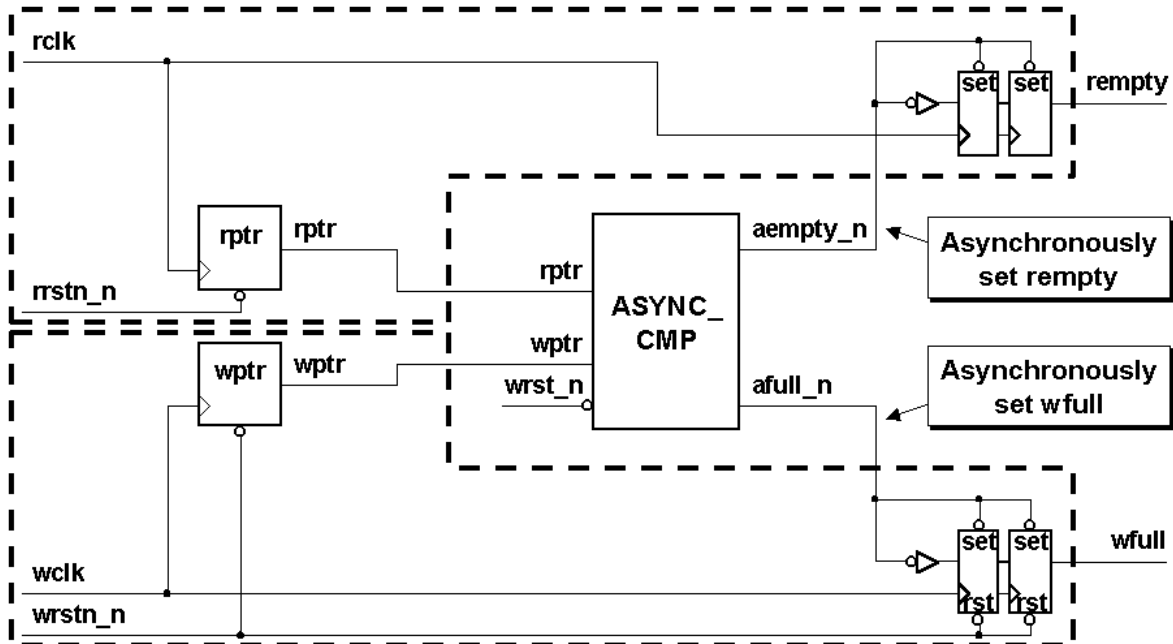 rclk
set
set
rempty
rptr
rptr
aempty_n
Asynchronously
set rempty
rptr
rrstn_n
ASYNC_
CMP
wptr
wptr
wptr
wrst_n
afull_n
Asynchronously
set wfull
set
set
wfull
wclk
rst
rst
wrstn_n